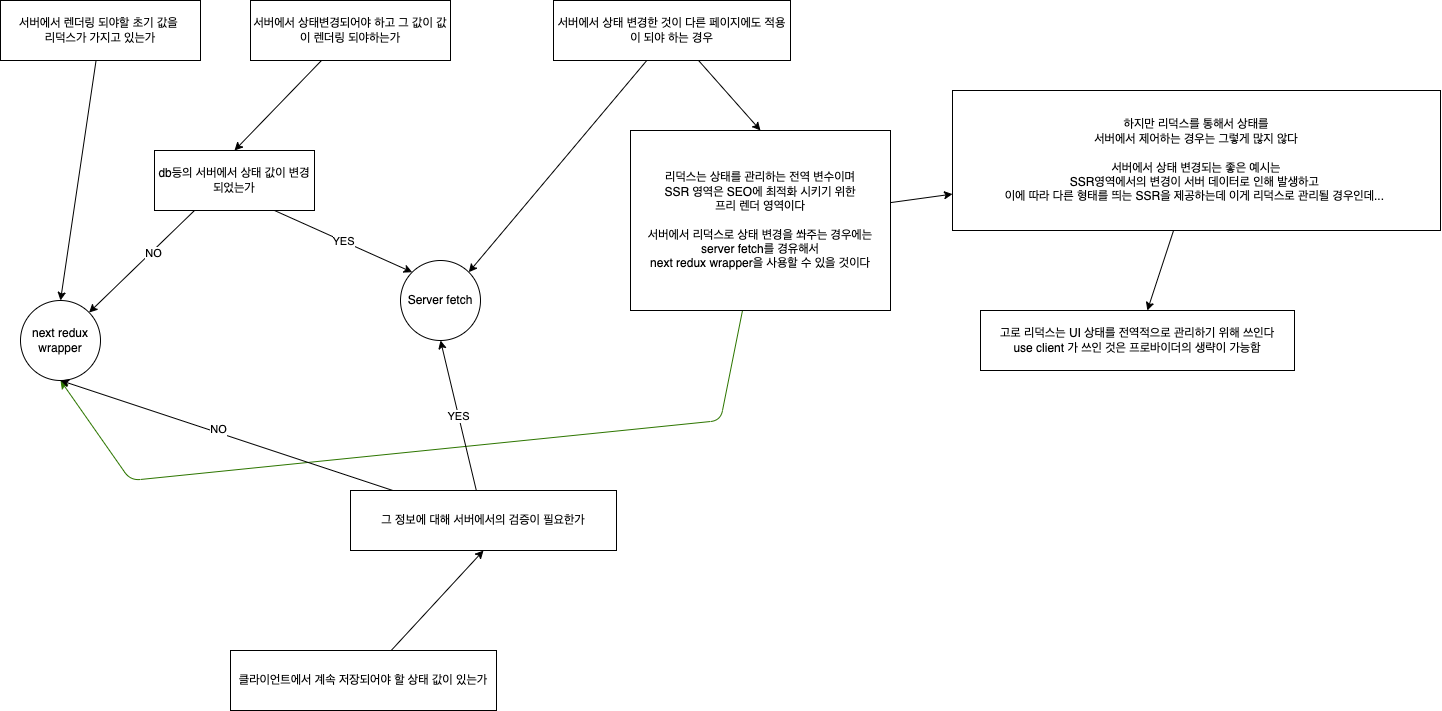 서버에서 렌더링 되야할 초기 값을
리덕스가 가지고 있는가
서버에서 상태변경되어야 하고 그 값이 값
이 렌더링 되야하는가
서버에서 상태 변경한 것이 다른 페이지에도 적용
이 되야 하는 경우
하지만 리덕스를 통해서 상태를
서버에서 제어하는 경우는 그렇게 많지 않다
서버에서 상태 변경되는 좋은 예시는
SSR영역에서의 변경이 서버 데이터로 인해 발생하고
이에 따라 다른 형태를 띄는 SSR을 제공하는데 이게 리덕스로 관리될 경우인데...
db등의 서버에서 상태 값이 변경
되었는가
리덕스는 상태를 관리하는 전역 변수이며
SSR 영역은 SEO에 최적화 시키기 위한
프리 렌더 영역이다
서버에서 리덕스로 상태 변경을 쏴주는 경우에는
server fetch를 경유해서
next redux wrapper을 사용할 수 있을 것이다
NO
YES
Server fetch
next redux
wrapper
고로 리덕스는 UI 상태를 전역적으로 관리하기 위해 쓰인다
use client 가 쓰인 것은 프로바이더의 생략이 가능함
YES
NO
그 정보에 대해 서버에서의 검증이 필요한가
클라이언트에서 계속 저장되어야 할 상태 값이 있는가